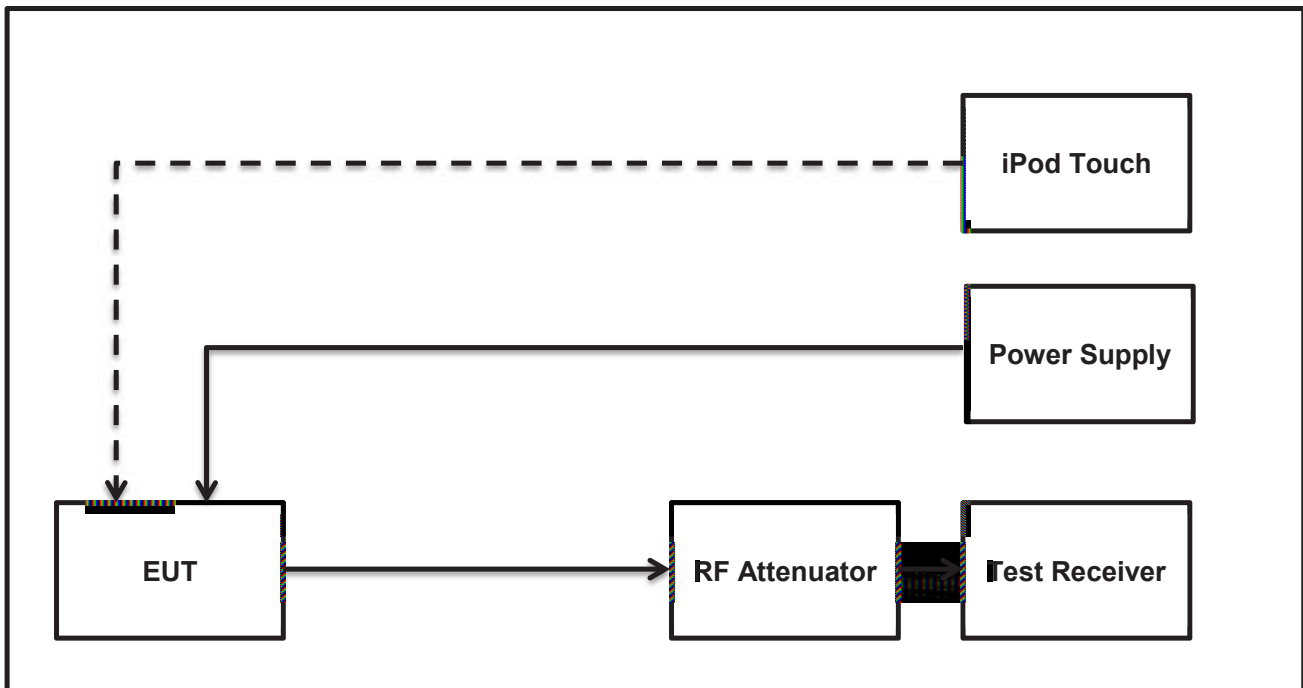 iPod Touch
Power Supply
EUT
RF Attenuator
Test Receiver